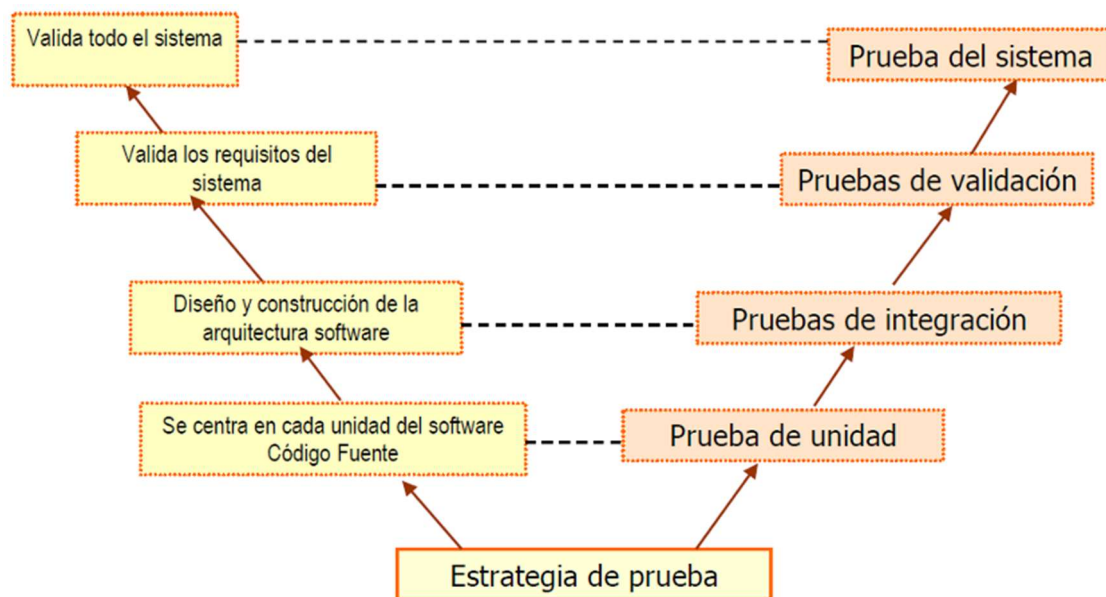 Valida todo el sistema
Prueba del sistema
Valida los requisitos del
sistema
Pruebas de validación
Diseño y construcción de la
arquitectura software
Pruebas de integración
Se centra en cada unidad del software
Código Fuente
Prueba de unidad
Estrategia de prueba